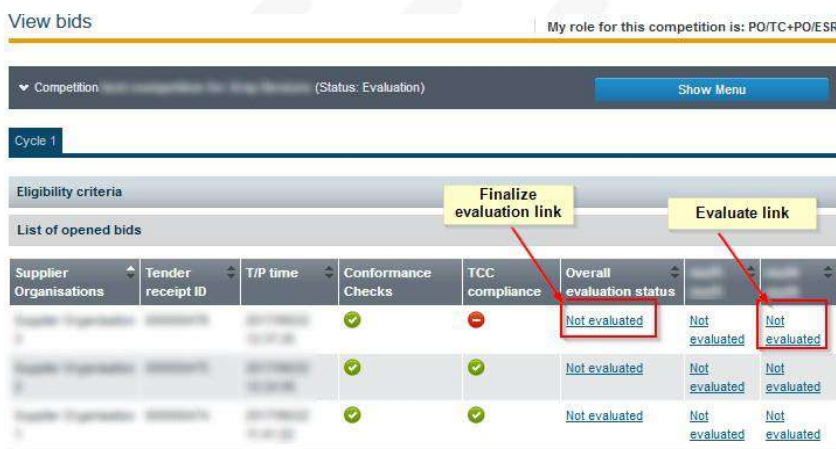 View bids
My role for this competition is: PO/TC+PO/ESR
Competition (Status: Evaluation)
Show Menu
Cycle 1
Eligibility criteria
Finalize
evaluation link
Evaluate link
List of opened bids
Supplier Tender T/P time Conformance TCC Overall
Organisations receipt ID Checks compliance evaluation status
Not evaluated Not Not
evaluated evaluated
Not evaluated Not Not
evaluated evaluated
Not evaluated Not Not
evaluated evaluated